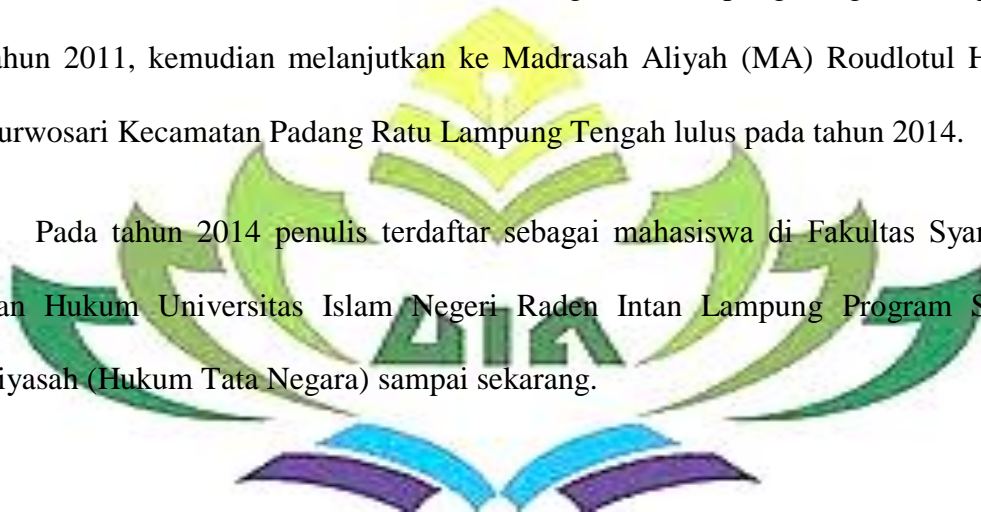 ahun 2011, kemudian melanjutkan ke Madrasah Aliyah (MA) Roudlotul H
urwosari Kecamatan Padang Ratu Lampung Tengah lulus pada tahun 2014.
Pada tahun 2014 penulis terdaftar sebagai mahasiswa di Fakultas Syar
an Hukum Universitas Islam Negeri Raden Intan Lampung Program S
iyasah (Hukum Tata Negara) sampai sekarang.